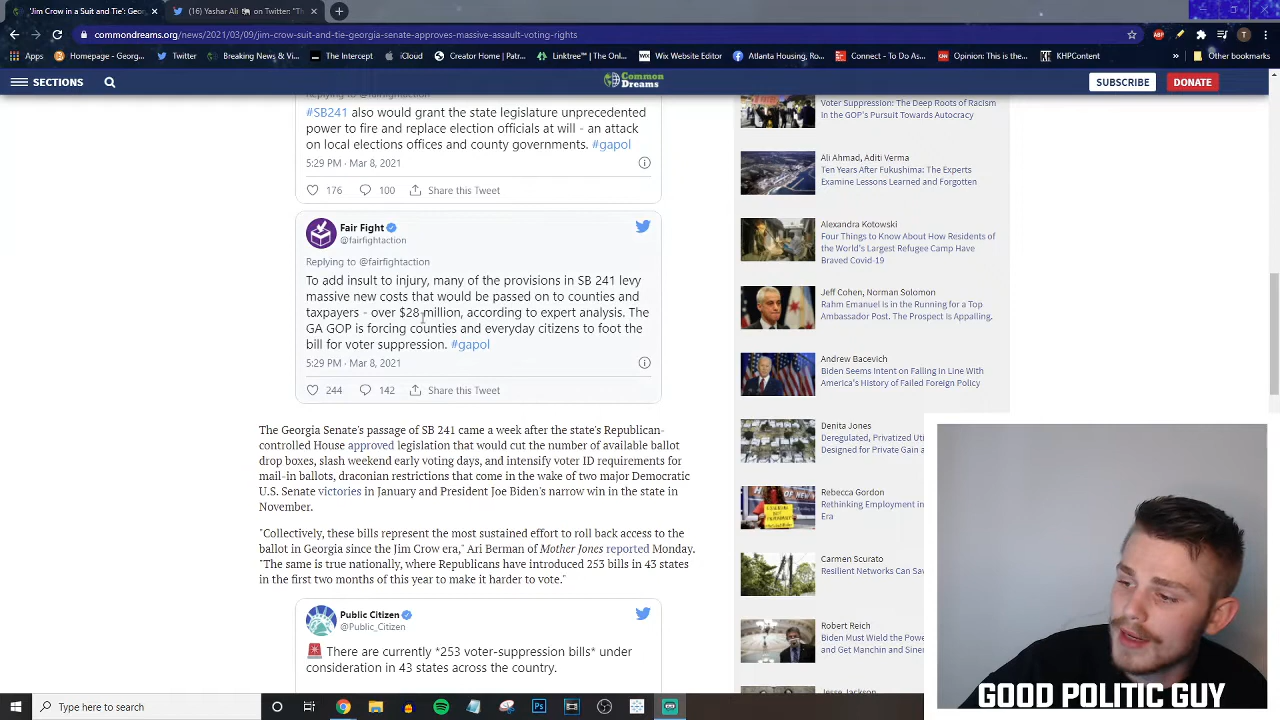 'Jim Crow in a Suit and Tie': Geo
(16) Yashar Ali on Twitter: "Th
commondreams.org/news/2021/03/09/jim-crow-suit-and-tie-georgia-senate-approves-massive-assault-voting-rights
Apps
Homepage - Georg...
Twitter
Breaking News & Vi...
The Intercept
iCloud
Creator Home | Par...
Linktree™ | The Onl...
Wix Website Editor
Atlanta Housing, Ro...
Connect - To Do As...
Opinion: This is the...
KHPContent
»
Other bookmarks
SECTIONS
Common Dreams
SUBSCRIBE
DONATE
Replying to @fairfightaction
#SB241 also would grant the state legislature unprecedented
power to fire and replace election officials at will - an attack
on local elections offices and county governments. #gapol
5:29 PM · Mar 8, 2021
176
100
Share this Tweet
Fair Fight
@fairfightaction
Replying to @fairfightaction
To add insult to injury, many of the provisions in SB 241 levy
massive new costs that would be passed on to counties and
taxpayers - over $28 million, according to expert analysis. The
GA GOP is forcing counties and everyday citizens to foot the
bill for voter suppression. #gapol
5:29 PM · Mar 8, 2021
244
142
Share this Tweet
The Georgia Senate's passage of SB 241 came a week after the state's Republican-
controlled House approved legislation that would cut the number of available ballot
drop boxes, slash weekend early voting days, and intensify voter ID requirements for
mail-in ballots, draconian restrictions that come in the wake of two major Democratic
U.S. Senate victories in January and President Joe Biden's narrow win in the state in
November.
"Collectively, the bills represent the most sustained effort to roll back access to the
ballot in Georgia since the Jim Crow era," Ari Berman of Mother Jones reported Monday.
"The same is true nationally, where Republicans have introduced 253 bills in 43 states
in the first two months of this year to make it harder to vote."
Public Citizen
@Public_Citizen
There are currently *253 voter-suppression bills* under
consideration in 43 states across the country.
Voter Suppression: The Deep Roots of Racism
In the GOP's Pursuit Towards Autocracy
Ali Ahmad, Aditi Verma
Ten Years After Fukushima: The Experts
Examine Lessons Learned and Forgotten
Alexandra Kotowski
Four Things to Know About How Residents of
the World's Largest Refugee Camp Have
Braved Covid-19
Jeff Cohen, Norman Solomon
Rahm Emanuel Is in the Running for a Top
Ambassador Post. The Prospect Is Appalling.
Andrew Bacevich
Biden Seems Intent on Falling in Line With
America's History of Failed Foreign Policy
Denita Jones
Deregulated, Privatized Uti
Designed for Private Gain a
Rebecca Gordon
Rethinking Employment in
Era
Carmen Scurato
Resilient Networks Can Sav
Robert Reich
Biden Must Wield the Powe
and Get Manchin and Siner
Jesse Jackson
GOOD POLITIC GUY
Type here to search